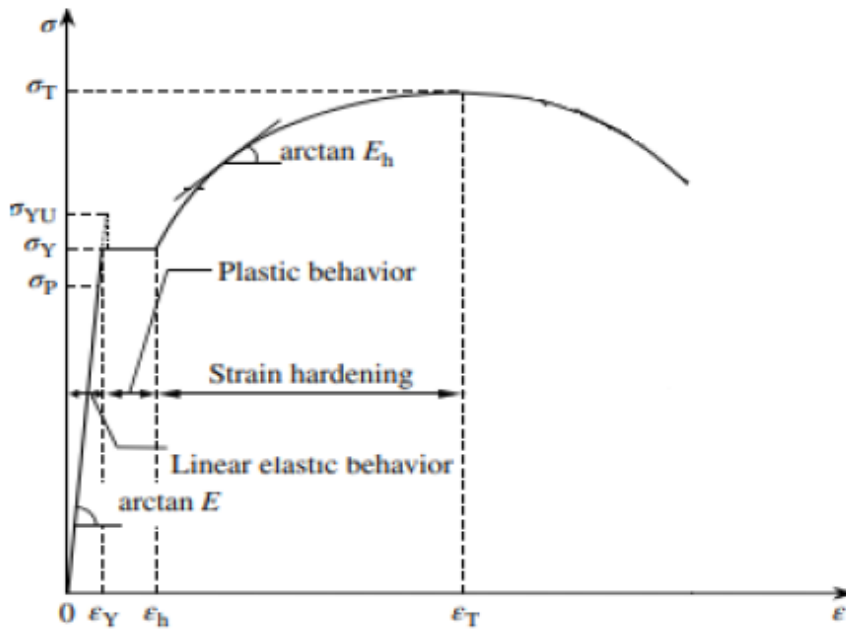 σ
σT
arctan Eh
σYU
σY
Plastic behavior
σP
Strain hardening
Linear elastic behavior
arctan E
0 εY εh εT ε